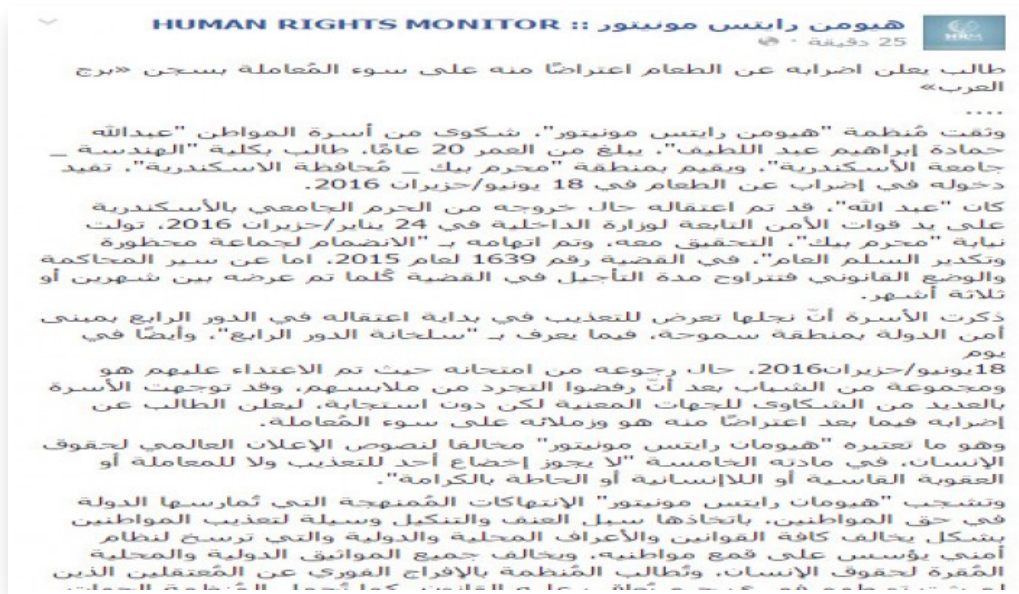 هيومن رايتس مونيتور :: HUMAN RIGHTS MONITOR
25 دقيقة ·
HRM
طالب يعلن اضرابه عن الطعام اعتراضًا منه على سوء المُعاملة بسجن «برج
العرب»
....
وثقت مُنظمة "هيومن رايتس مونيتور"، شكوى من أسرة المواطن "عبدالله
حمادة إبراهيم عبد اللطيف"، يبلغ من العمر 20 عامًا، طالب بكلية "الهندسة _
جامعة الأسكندرية"، ويقيم بمنطقة "محرم بيك _ مُحافظة الاسكندرية"، تفيد
دخوله في إضراب عن الطعام في 18 يونيو/حزيران 2016.
كان "عبد الله"، قد تم اعتقاله حال خروجه من الحرم الجامعي بالأسكندرية
على يد قوات الأمن التابعة لوزارة الداخلية في 24 يناير/حزيران 2016، تولت
نيابة "محرم بيك"، التحقيق معه، وتم اتهامه بـ "الانضمام لجماعة محظورة
وتكدير السلم العام"، في القضية رقم 1639 لعام 2015، اما عن سير المحاكمة
والوضع القانوني فتتراوح مدة التأجيل في القضية كُلما تم عرضه بين شهرين أو
ثلاثة أشهر.
ذكرت الأسرة أنّ نجلها تعرض للتعذيب في بداية اعتقاله في الدور الرابع بمبنى
أمن الدولة بمنطقة سموحة، فيما يعرف بـ "سلخانة الدور الرابع"، وأيضًا في
يوم
18يونيو/حزيران2016، حال رجوعه من امتحانه حيث تم الاعتداء عليهم هو
ومجموعة من الشباب بعد أنّ رفضوا التجرد من ملابسهم، وقد توجهت الأسرة
بالعديد من الشكاوى للجهات المعنية لكن دون استجابة، ليعلن الطالب عن
إضرابه فيما بعد اعتراضًا منه هو وزملائه على سوء المُعاملة.
وهو ما تعتبره "هيومان رايتس مونيتور" مخالفا لنصوص الإعلان العالمي لحقوق
الإنسان، في مادته الخامسة "لا يجوز إخضاع أحد للتعذيب ولا للمعاملة أو
العقوبة القاسية أو اللاإنسانية أو الحاطة بالكرامة".
وتشجب "هيومان رايتس مونيتور" الإنتهاكات المُمنهجة التي تُمارسها الدولة
في حق المواطنين، باتخاذها سبل العنف والتنكيل وسيلة لتعذيب المواطنين
بشكل يخالف كافة القوانين والأعراف المحلية والدولية والتي ترسخ لنظام
أمني يؤسس على قمع مواطنيه، ويخالف جميع المواثيق الدولية والمحلية
المُقرة لحقوق الإنسان، وتُطالب المُنظمة بالإفراج الفوري عن المُعتقلين الذين